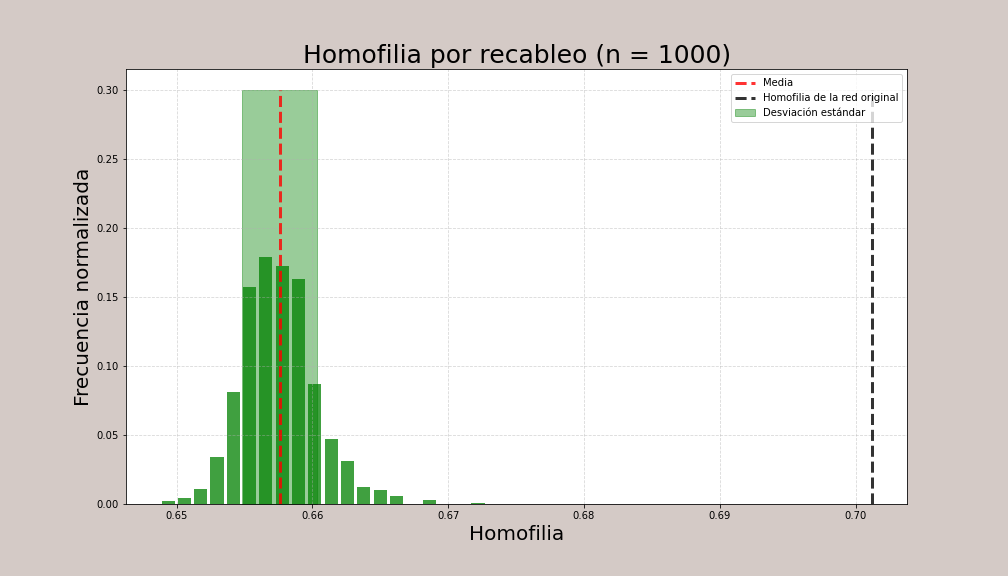 Homofilia por recableo (n = 1000)
Media
Homofilia de la red original
Desviación estándar
Frecuencia normalizada
0.30
0.25
0.20
0.15
0.10
0.05
0.00
0.65 0.66 0.67 0.68 0.69 0.70
Homofilia